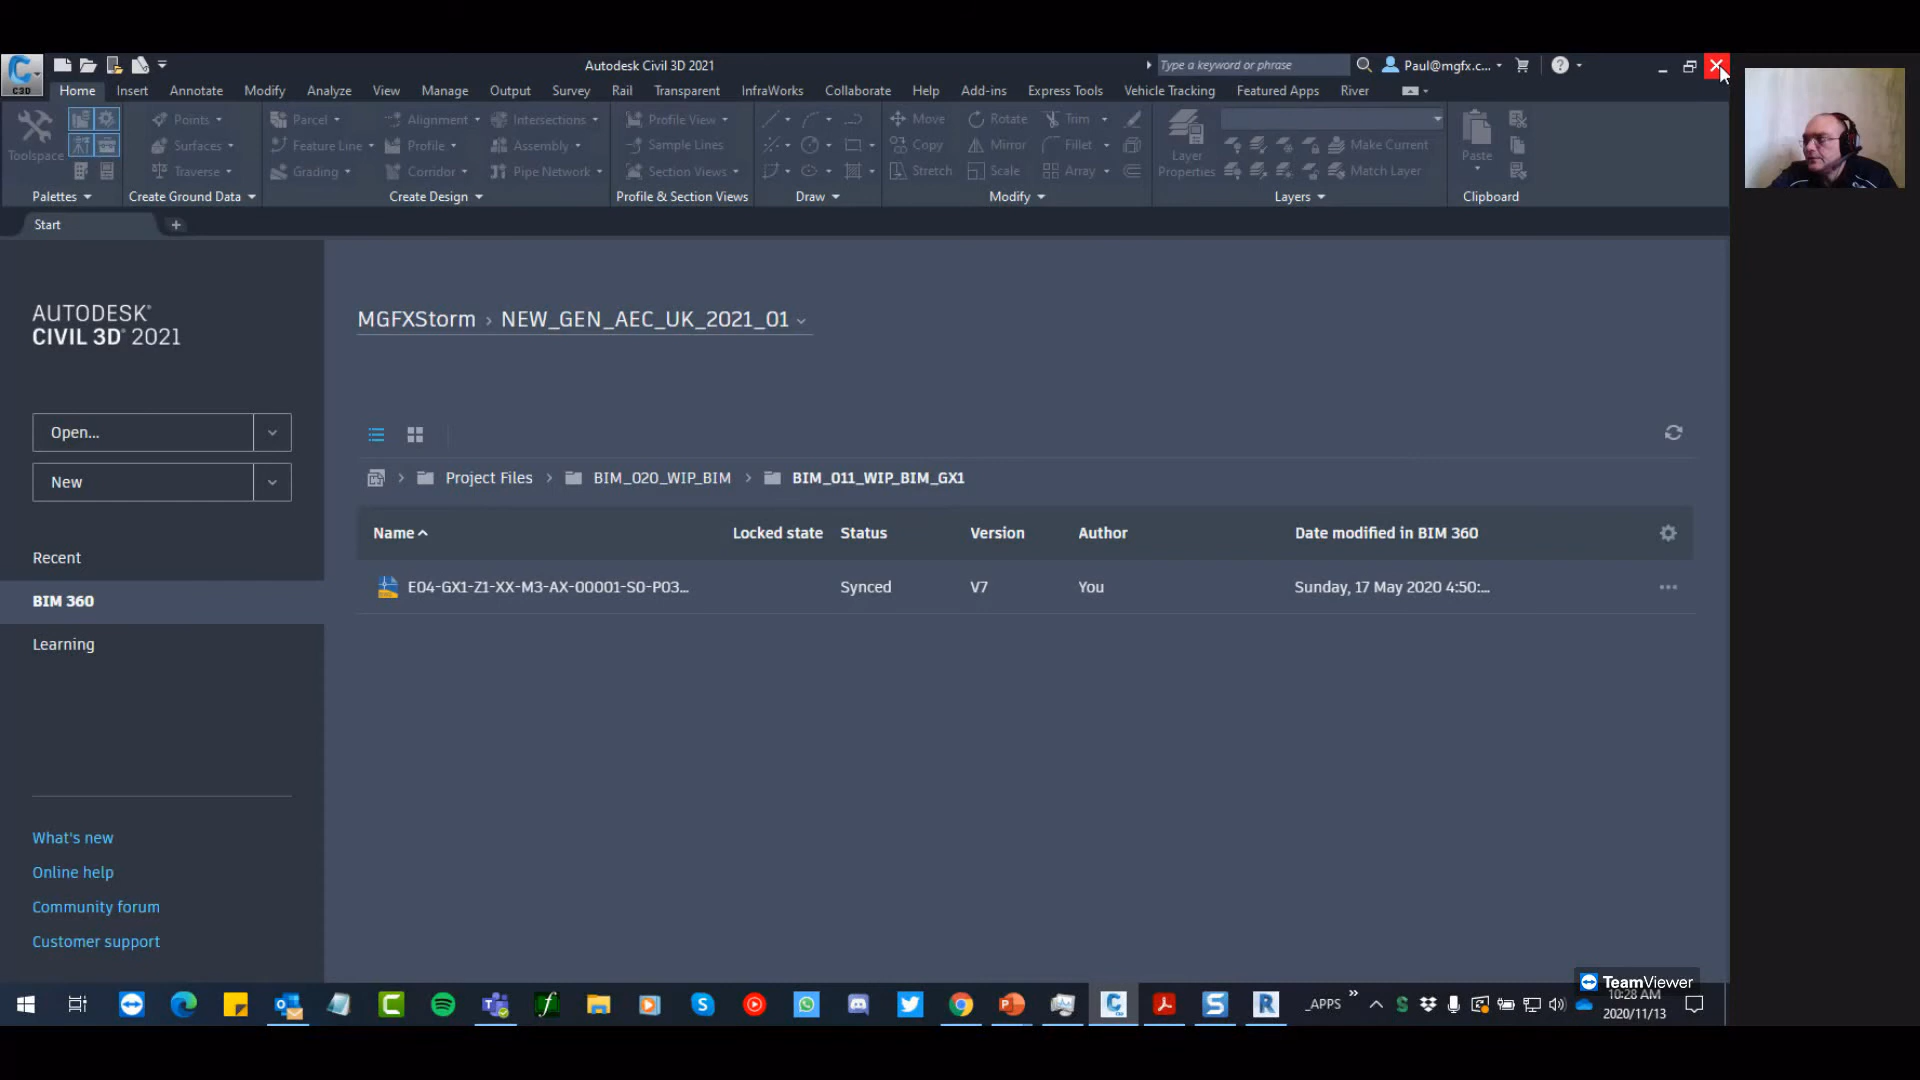 Autodesk Civil 3D 2021
Type a keyword or phrase
Paul@mgfx.c...
C3D
Home Insert Annotate Modify Analyze View Manage Output Survey Rail Transparent InfraWorks Collaborate Help Add-ins Express Tools Vehicle Tracking Featured Apps River
Points Parcel Alignment Intersections Profile View Move Rotate Trim
Toolspace Surfaces Feature Line Profile Assembly Sample Lines Copy Mirror Fillet Layer Properties Make Current Paste
Traverse Grading Corridor Pipe Network Section Views Stretch Scale Array Match Layer
Palettes Create Ground Data Create Design Profile & Section Views Draw Modify Layers Clipboard
Start
AUTODESK®
CIVIL 3D® 2021
MGFXStorm › NEW_GEN_AEC_UK_2021_01
Open...
New
Project Files > BIM_020_WIP_BIM > BIM_011_WIP_BIM_GX1
Name Locked state Status Version Author Date modified in BIM 360
E04-GX1-Z1-XX-M3-AX-00001-S0-P03... Synced V7 You Sunday, 17 May 2020 4:50:...
Recent
BIM 360
Learning
What's new
Online help
Community forum
Customer support
TeamViewer
_APPS
10:28 AM
2020/11/13